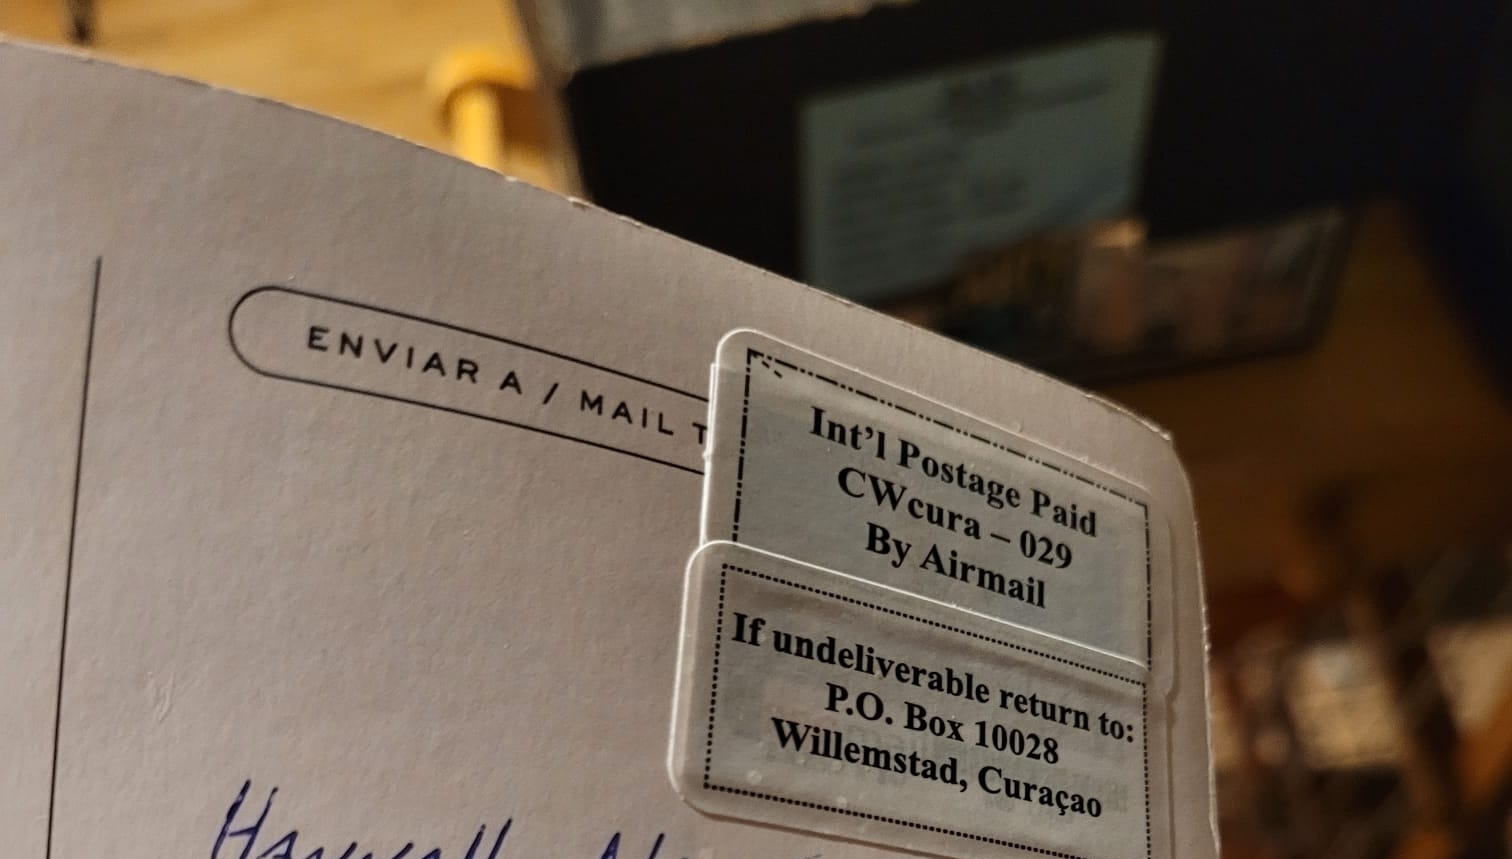 ENVIAR A / MAIL T
Int'l Postage Paid
CWcura – 029
By Airmail
If undeliverable return to:
P.O. Box 10028
Willemstad, Curaçao